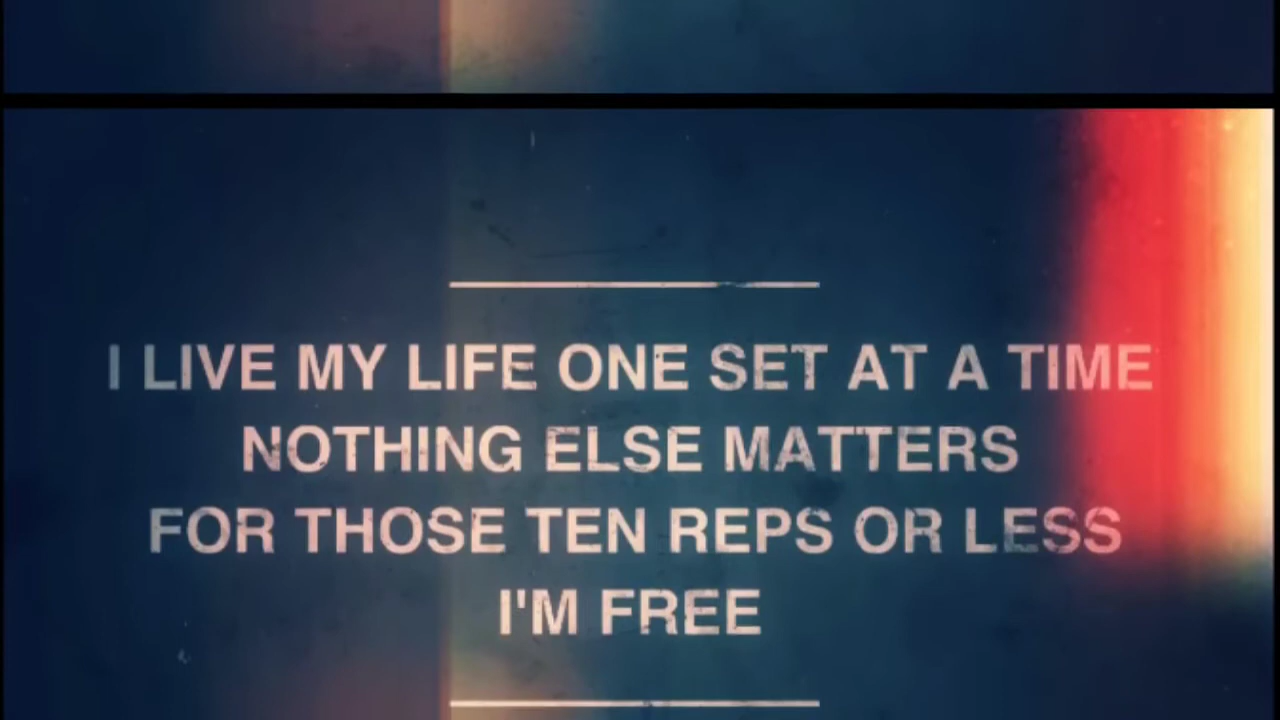 I LIVE MY LIFE ONE SET AT A TIME
NOTHING ELSE MATTERS
FOR THOSE TEN REPS OR LESS
I'M FREE